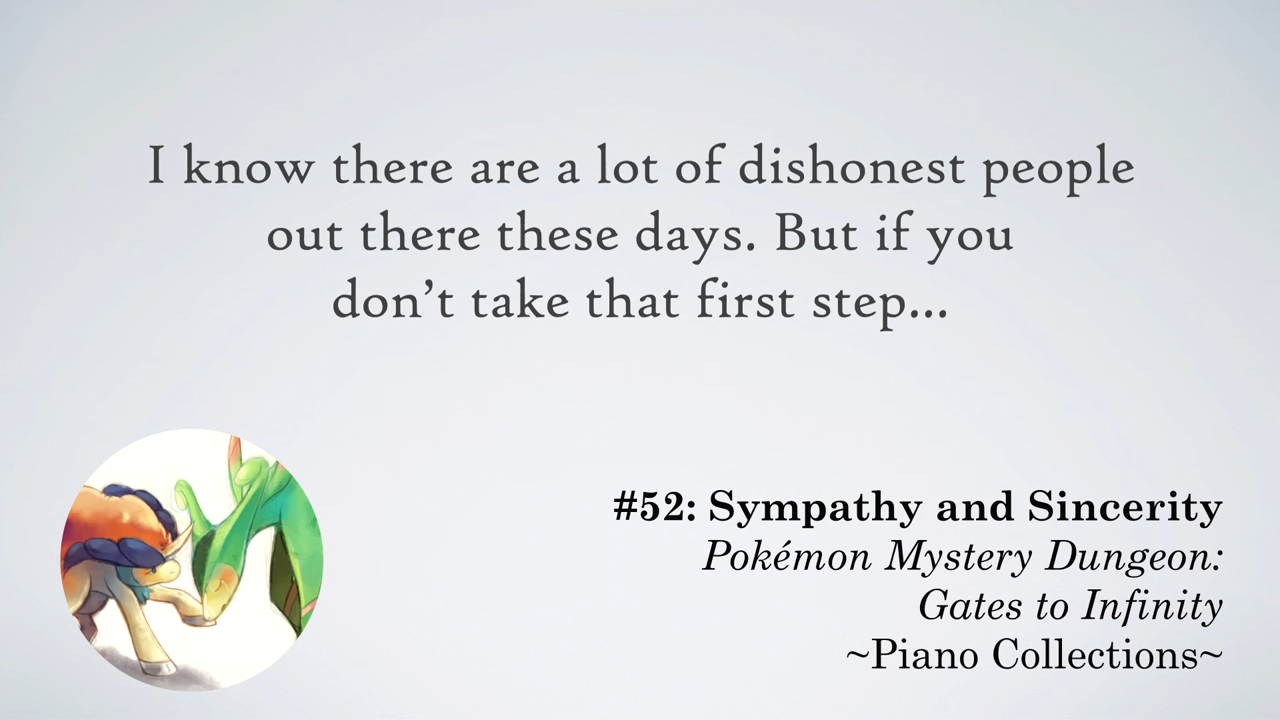 I know there are a lot of dishonest people
out there these days. But if you
don’t take that first step...
#52: Sympathy and Sincerity
Pokémon Mystery Dungeon:
Gates to Infinity
~Piano Collections~